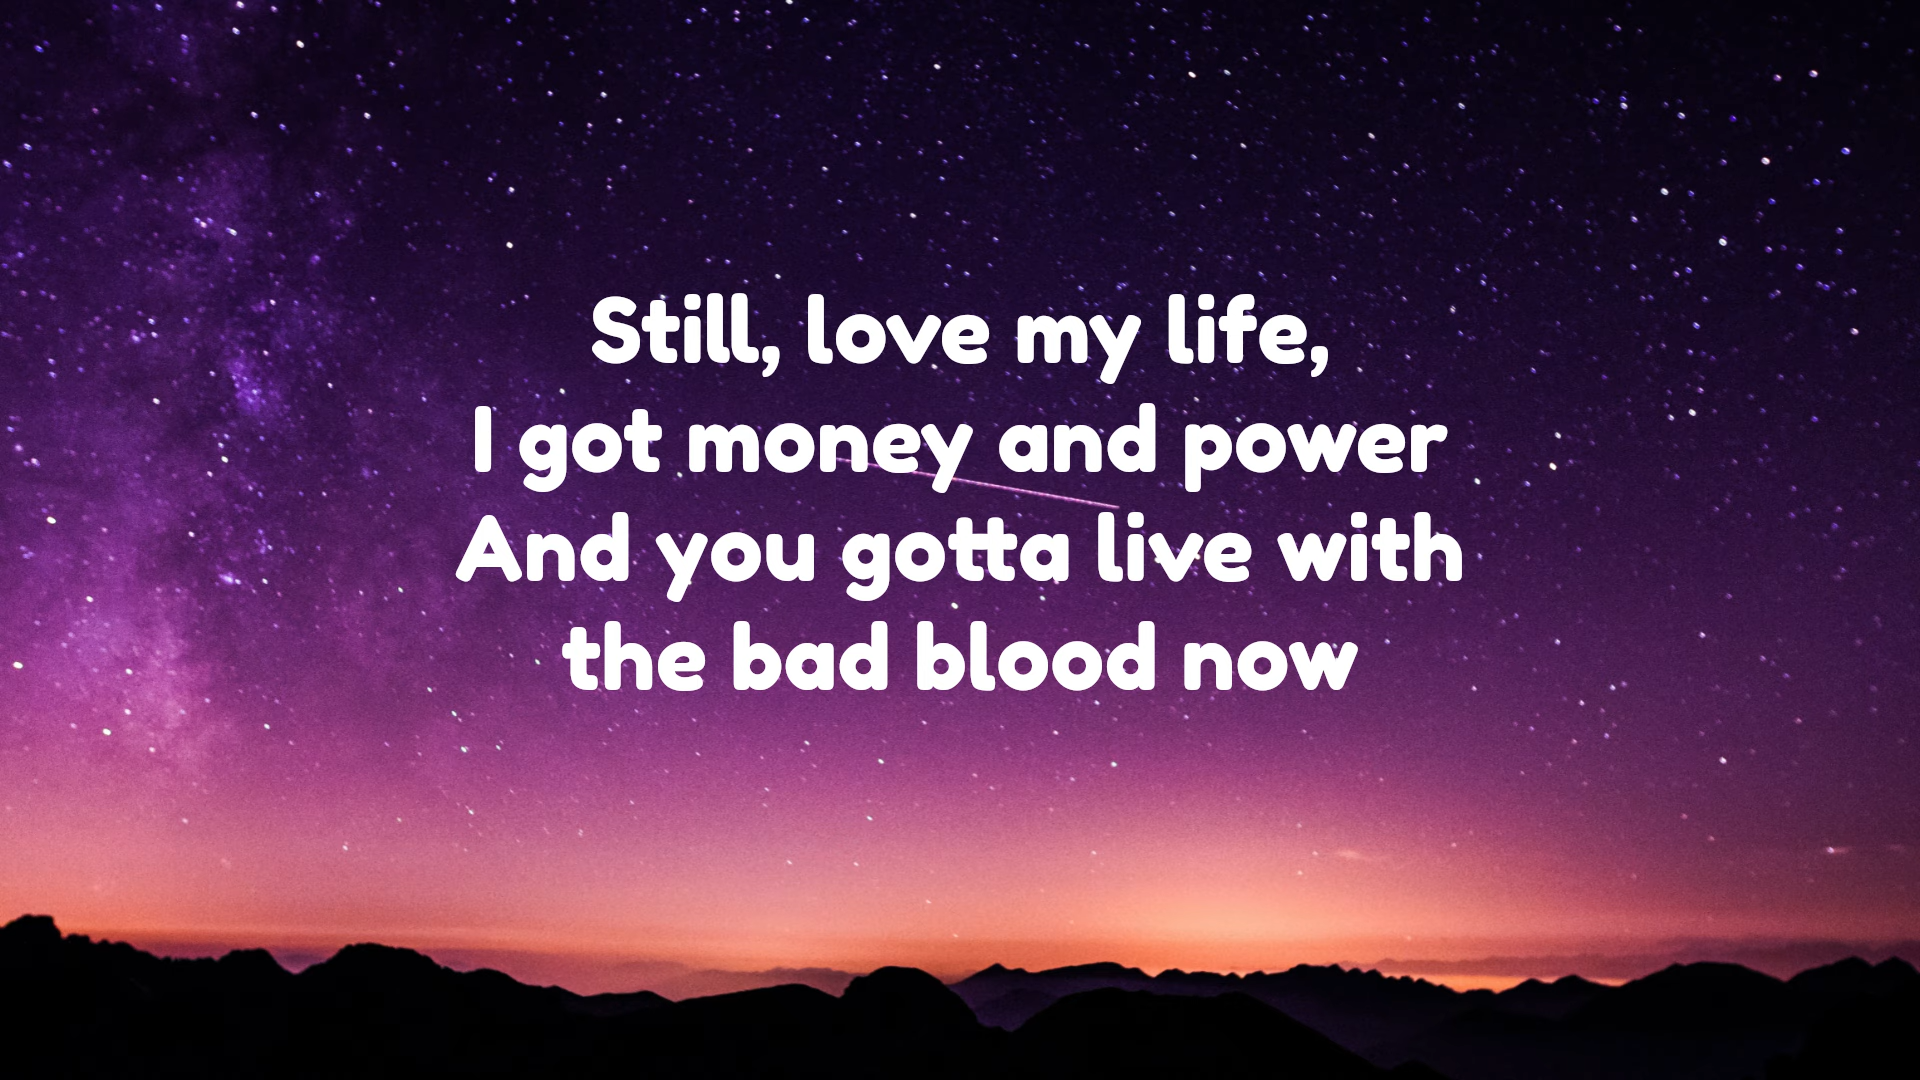 Still, love my life,
I got money and power
And you gotta live with
the bad blood now